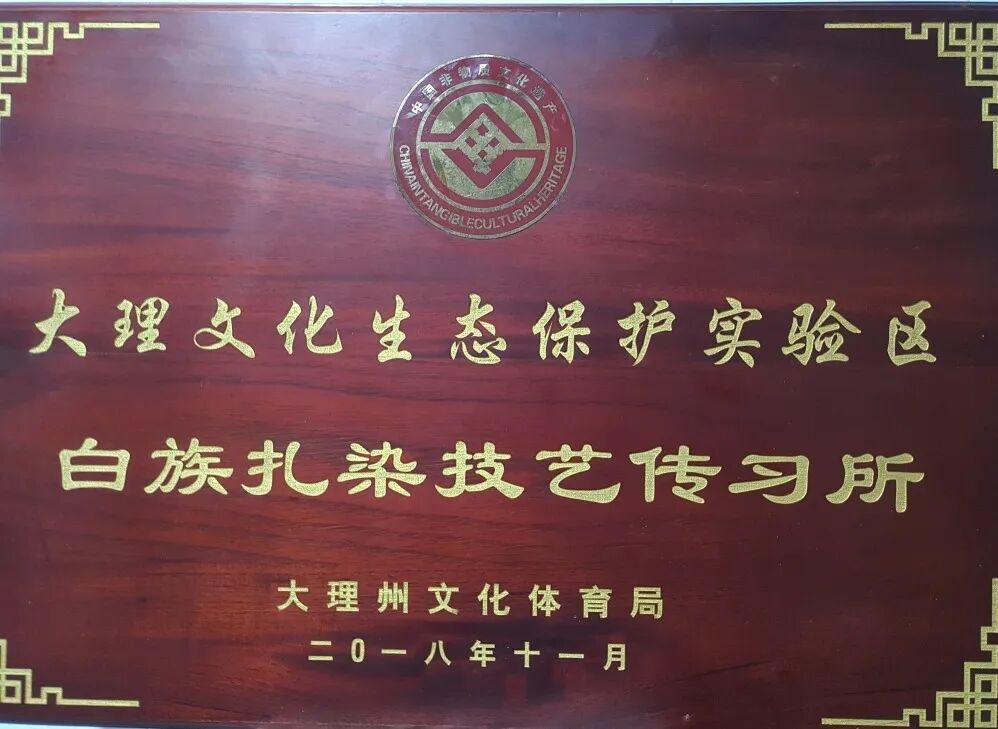 中国非物质文化遗产
CHINAINTANGIBLECULTURALHERITAGE
大理文化生态保护实验区
白族扎染技艺传习所
大理州文化体育局
二0一八年十一月